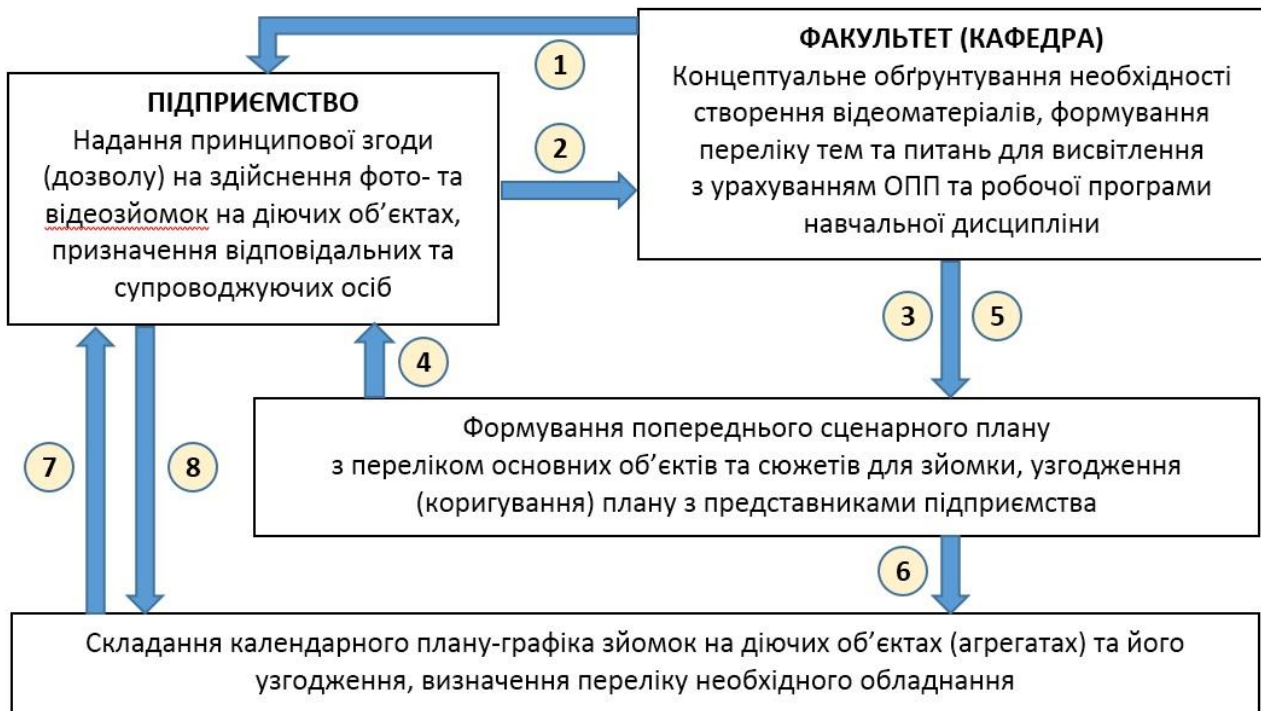 ФАКУЛЬТЕТ (КАФЕДРА)
Концептуальне обґрунтування необхідності
створення відеоматеріалів, формування
переліку тем та питань для висвітлення
з урахуванням ОПП та робочої програми
навчальної дисципліни
1
ПІДПРИЄМСТВО
Надання принципової згоди
(дозволу) на здійснення фото- та
відеозйомок на діючих об’єктах,
призначення відповідальних та
супроводжуючих осіб
2
3
5
4
Формування попереднього сценарного плану
з переліком основних об’єктів та сюжетів для зйомки, узгодження
(коригування) плану з представниками підприємства
7
8
6
Складання календарного плану-графіка зйомок на діючих об’єктах (агрегатах) та його
узгодження, визначення переліку необхідного обладнання